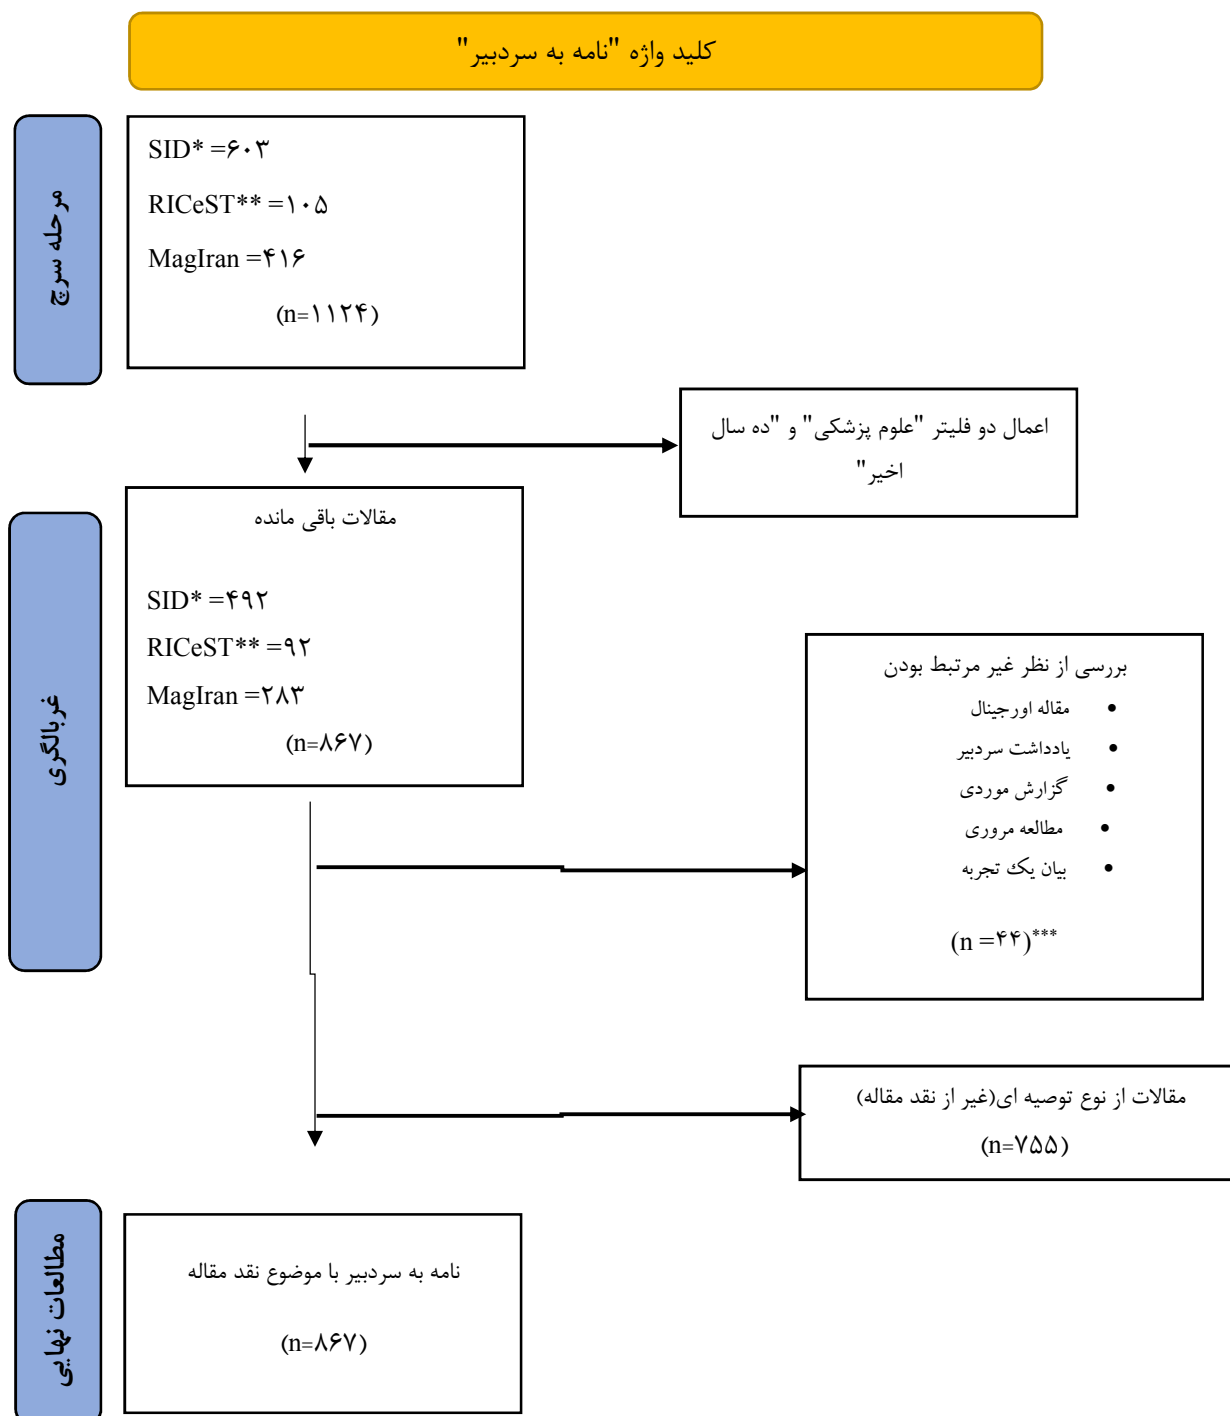 کلید واژه "نامه به سردبیر"
مرحله سرچ
SID* =۶۰۳
RICeST** =۱۰۵
MagIran =۴۱۶
(n=۱۱۲۴)
اعمال دو فلیتر "علوم پزشکی" و "ده سال
اخیر"
غربالگری
مقالات باقی مانده
SID* =۴۹۲
RICeST** =۹۲
MagIran =۲۸۳
(n=۸۶۷)
بررسی از نظر غیر مرتبط بودن
• مقاله اورجینال
• یادداشت سردبیر
• گزارش موردی
• مطالعه مروری
• بیان یک تجربه
(n =۴۴)***
مقالات از نوع توصیه ای(غیر از نقد مقاله)
(n=۷۵۵)
مطالعات نهایی
نامه به سردبیر با موضوع نقد مقاله
(n=۸۶۷)